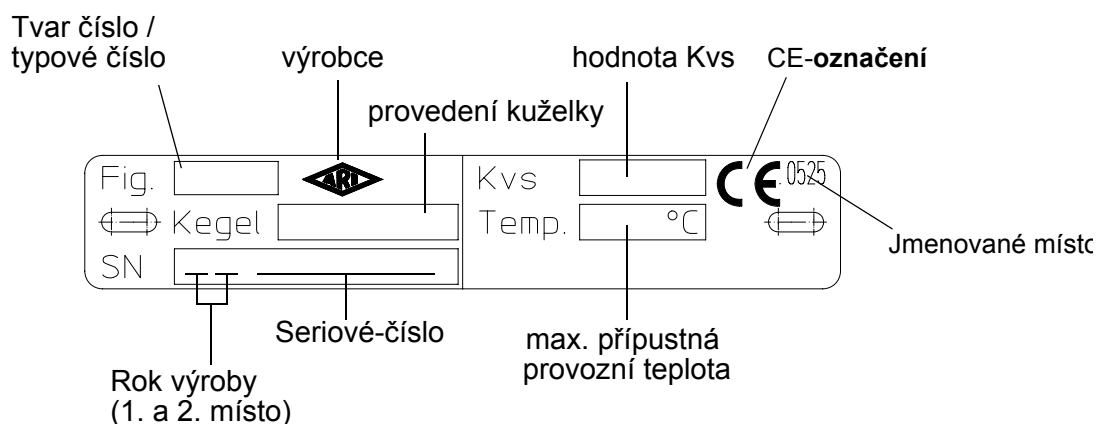 Tvar číslo /
typové číslo
výrobce
hodnota Kvs
CE-označení
provedení kuželky
Fig.
ARI
Kvs
CE
0525
Kegel
Temp.
°C
Jmenované místo
SN
Seriové-číslo
max. přípustná
provozní teplota
Rok výroby
(1. a 2. místo)